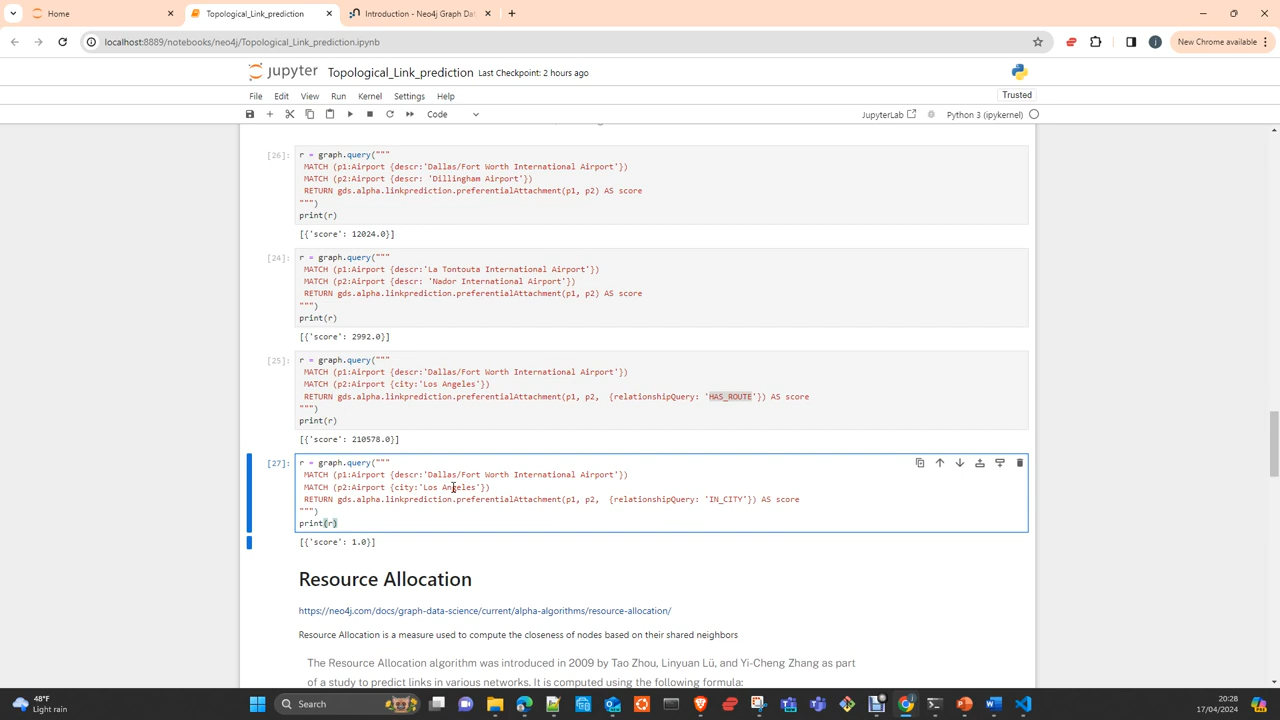 Home
Topological_Link_prediction
Introduction - Neo4j Graph Dat
localhost:8889/notebooks/neo4j/Topological_Link_prediction.ipynb
New Chrome available
jupyter Topological_Link_prediction Last Checkpoint: 2 hours ago
File Edit View Run Kernel Settings Help
Trusted
Code
JupyterLab
Python 3 (ipykernel)
[26]:
r = graph.query("""
MATCH (p1:Airport {descr:'Dallas/Fort Worth International Airport'})
MATCH (p2:Airport {descr: 'Dillingham Airport'})
RETURN gds.alpha.linkprediction.preferentialAttachment(p1, p2) AS score
""")
print(r)
[{'score': 12024.0}]
[24]:
r = graph.query("""
MATCH (p1:Airport {descr:'La Tontouta International Airport'})
MATCH (p2:Airport {descr: 'Nador International Airport'})
RETURN gds.alpha.linkprediction.preferentialAttachment(p1, p2) AS score
""")
print(r)
[{'score': 2992.0}]
[25]:
r = graph.query("""
MATCH (p1:Airport {descr:'Dallas/Fort Worth International Airport'})
MATCH (p2:Airport {city:'Los Angeles'})
RETURN gds.alpha.linkprediction.preferentialAttachment(p1, p2, {relationshipQuery: 'HAS_ROUTE'}) AS score
""")
print(r)
[{'score': 210578.0}]
[27]:
r = graph.query("""
MATCH (p1:Airport {descr:'Dallas/Fort Worth International Airport'})
MATCH (p2:Airport {city:'Los Angeles'})
RETURN gds.alpha.linkprediction.preferentialAttachment(p1, p2, {relationshipQuery: 'IN_CITY'}) AS score
""")
print(r)
[{'score': 1.0}]
Resource Allocation
https://neo4j.com/docs/graph-data-science/current/alpha-algorithms/resource-allocation/
Resource Allocation is a measure used to compute the closeness of nodes based on their shared neighbors
The Resource Allocation algorithm was introduced in 2009 by Tao Zhou, Linyuan Lü, and Yi-Cheng Zhang as part
of a study to predict links in various networks. It is computed using the following formula:
48°F
Light rain
Search
20:28
17/04/2024